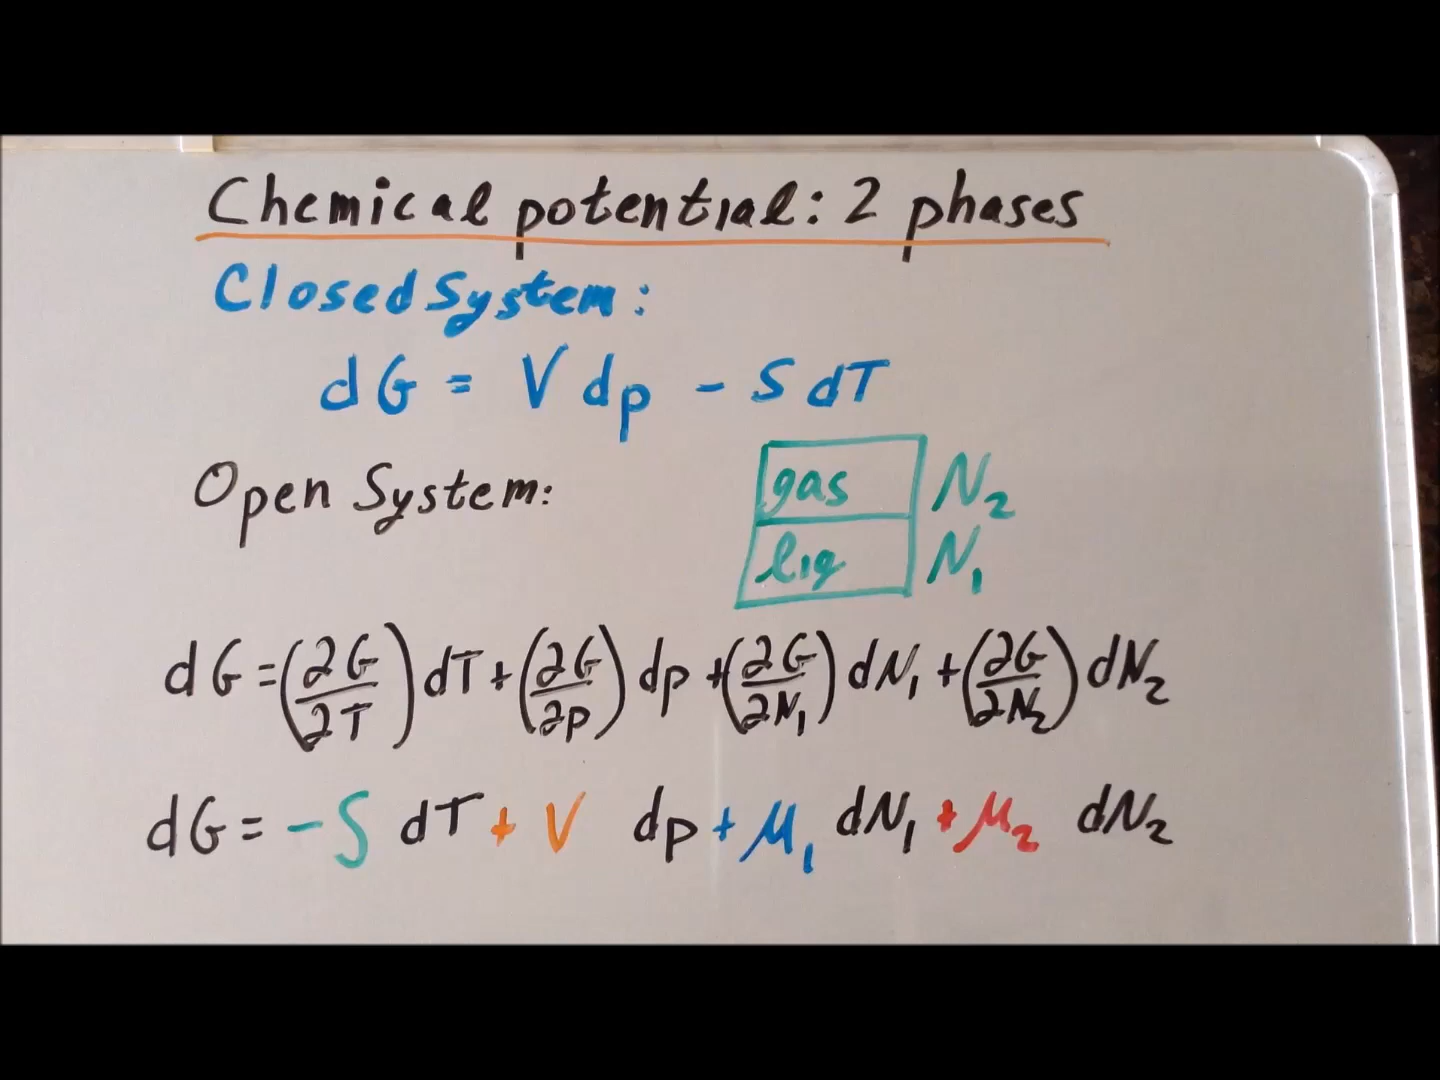 Chemical potential: 2 phases
Closed System:
dG = V dp - S dT
Open System:
gas N₂
liq N₁
dG = (∂G/∂T) dT + (∂G/∂p) dp + (∂G/∂N₁) dN₁ + (∂G/∂N₂) dN₂
dG = -S dT + V dp + μ₁ dN₁ + μ₂ dN₂